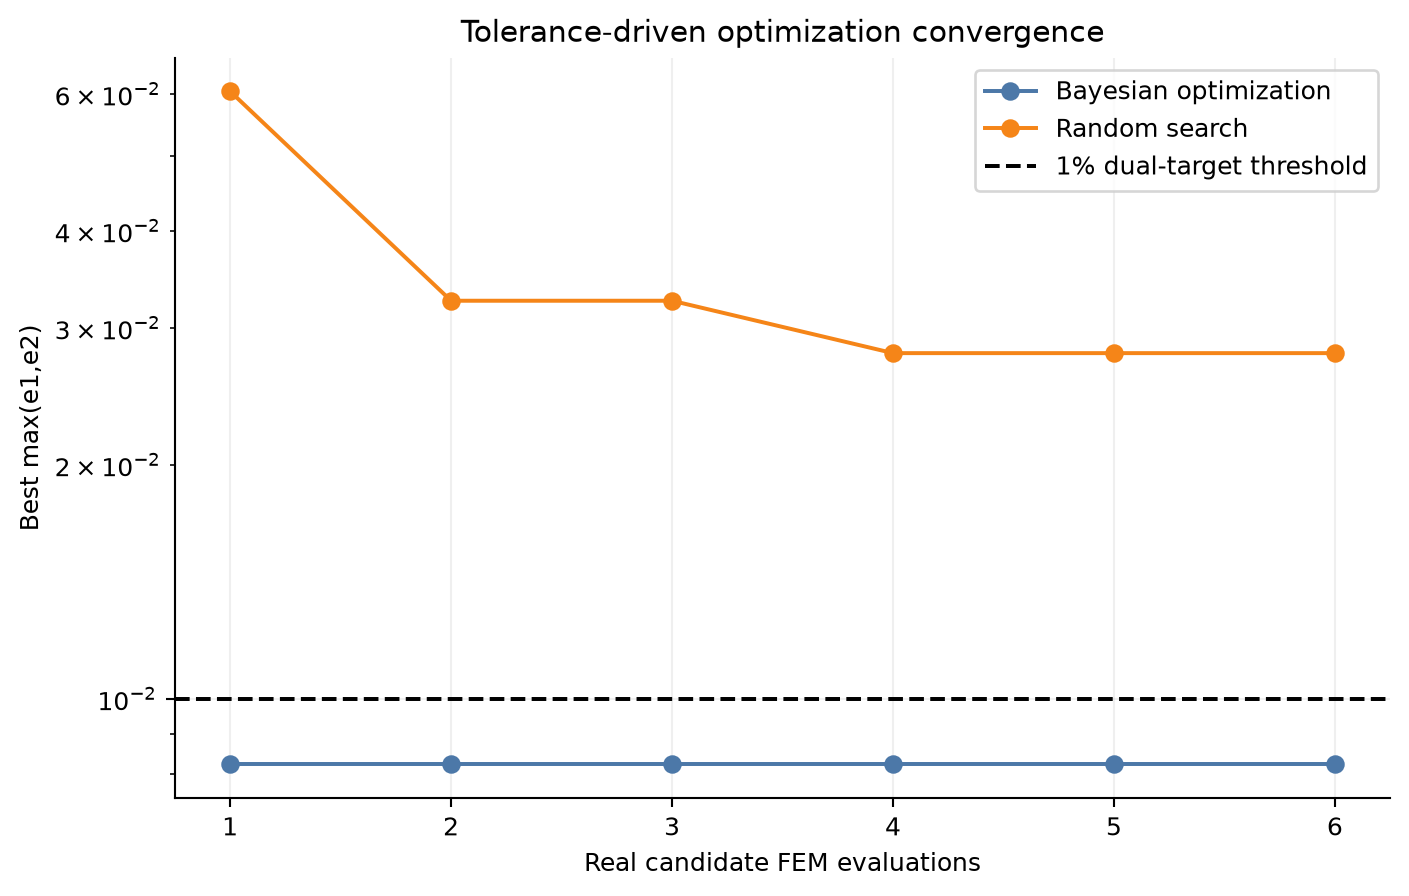 Tolerance-driven optimization convergence
Bayesian optimization
Random search
1% dual-target threshold
Best max(e1,e2)
6 × 10⁻²
4 × 10⁻²
3 × 10⁻²
2 × 10⁻²
10⁻²
1 2 3 4 5 6
Real candidate FEM evaluations